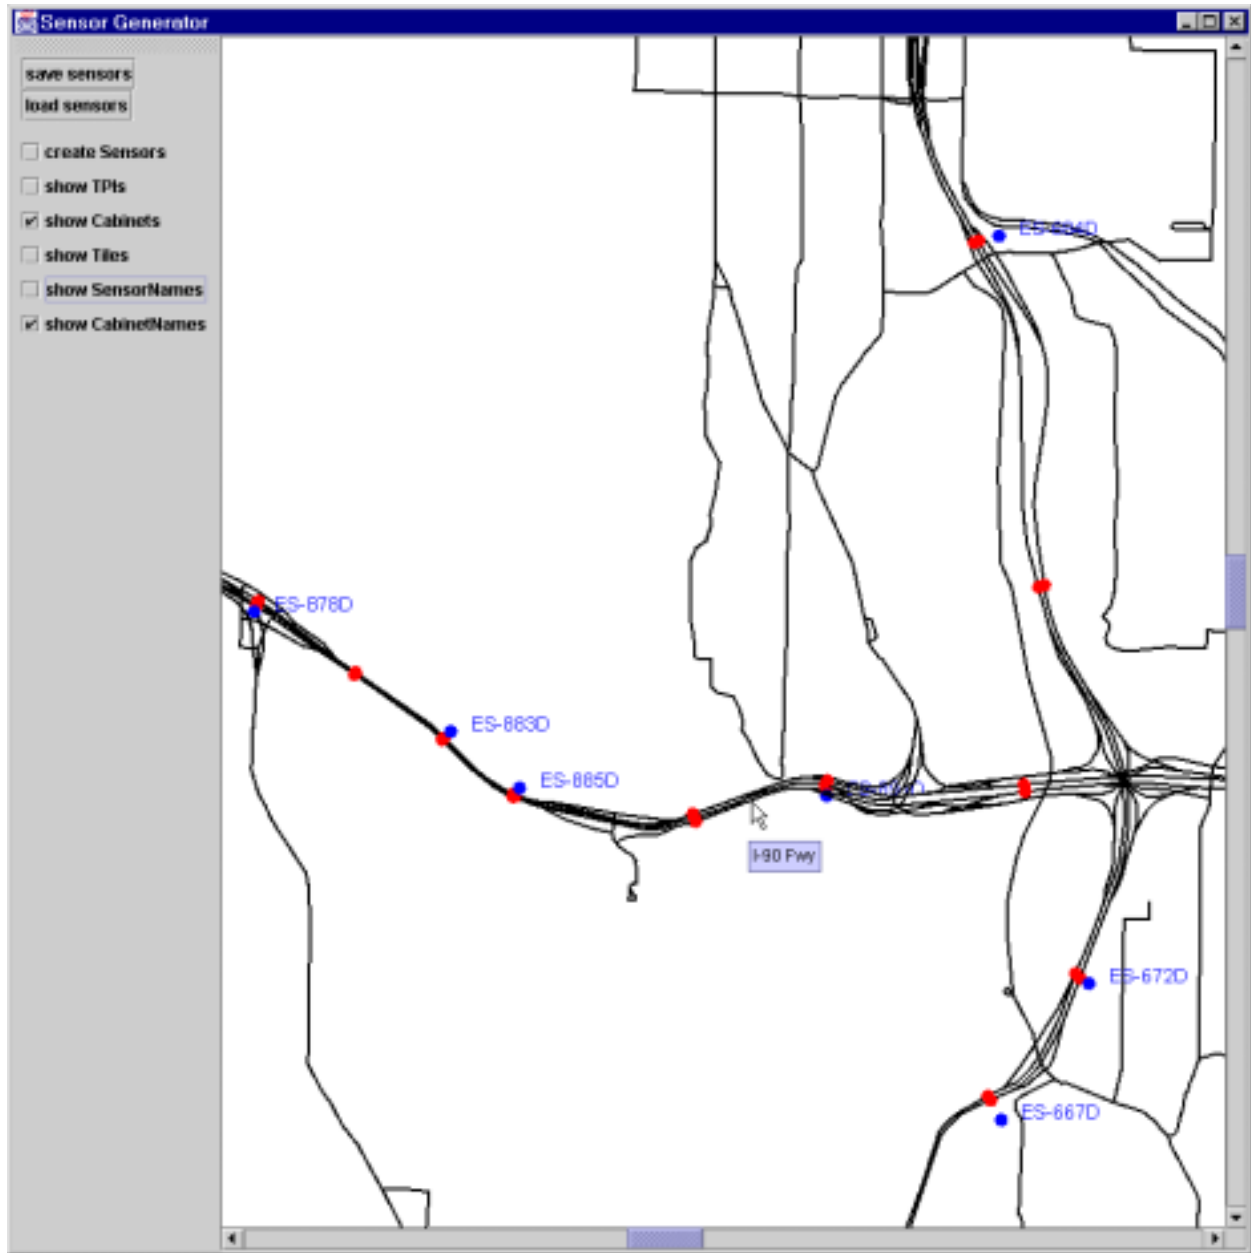 Sensor Generator
save sensors
load sensors
create Sensors
show TPIs
show Cabinets
show Tiles
show SensorNames
show CabinetNames
ES-878D
ES-883D
ES-885D
I-90 Fwy
ES-672D
ES-667D